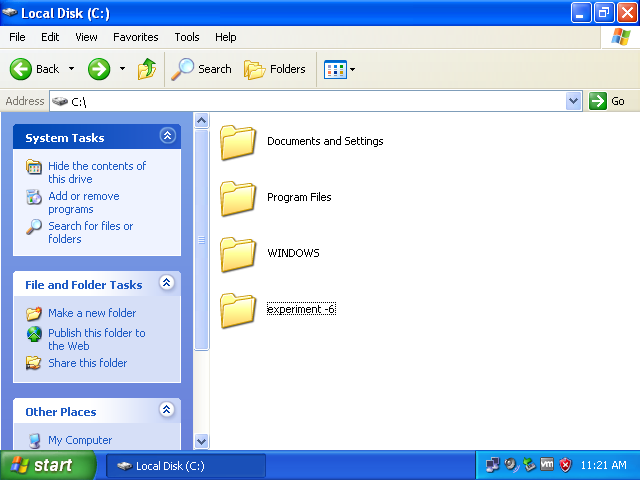 Local Disk (C:)
File Edit View Favorites Tools Help
Back Search Folders
Address C:\ Go
System Tasks
Hide the contents of
this drive
Add or remove
programs
Search for files or
folders
File and Folder Tasks
Make a new folder
Publish this folder to
the Web
Share this folder
Other Places
My Computer
Documents and Settings
Program Files
WINDOWS
experiment -6
start Local Disk (C:) vm 11:21 AM